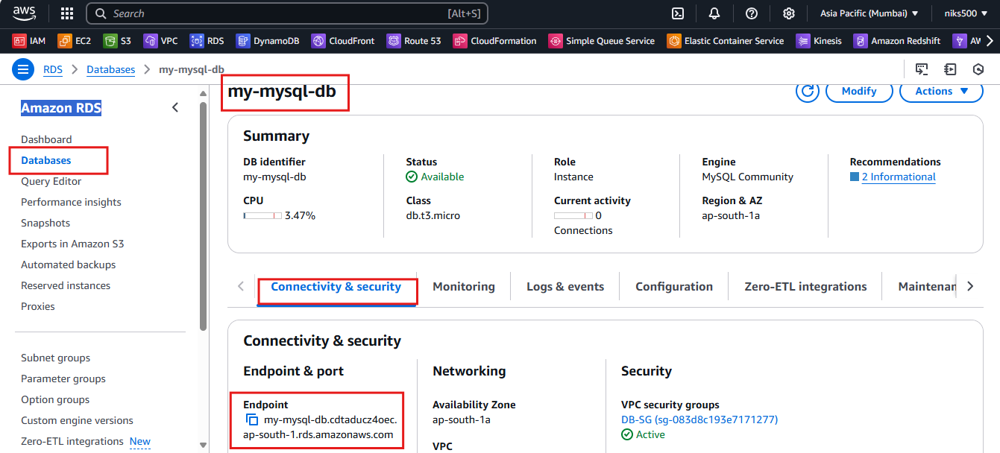 aws
Search
[Alt+S]
Asia Pacific (Mumbai)
niks500
IAM
EC2
S3
VPC
RDS
DynamoDB
CloudFront
Route 53
CloudFormation
Simple Queue Service
Elastic Container Service
Kinesis
Amazon Redshift
AW
RDS
Databases
my-mysql-db
Amazon RDS
Dashboard
Databases
Query Editor
Performance insights
Snapshots
Exports in Amazon S3
Automated backups
Reserved instances
Proxies
Subnet groups
Parameter groups
Option groups
Custom engine versions
Zero-ETL integrations New
my-mysql-db
Modify
Actions
Summary
DB identifier
my-mysql-db
CPU
3.47%
Status
Available
Class
db.t3.micro
Role
Instance
Current activity
0
Connections
Engine
MySQL Community
Region & AZ
ap-south-1a
Recommendations
2 Informational
Connectivity & security
Monitoring
Logs & events
Configuration
Zero-ETL integrations
Maintenan
Connectivity & security
Endpoint & port
Endpoint
my-mysql-db.cdtaducz4oec.
ap-south-1.rds.amazonaws.com
Networking
Availability Zone
ap-south-1a
VPC
Security
VPC security groups
DB-SG (sg-083d8c193e7171277)
Active